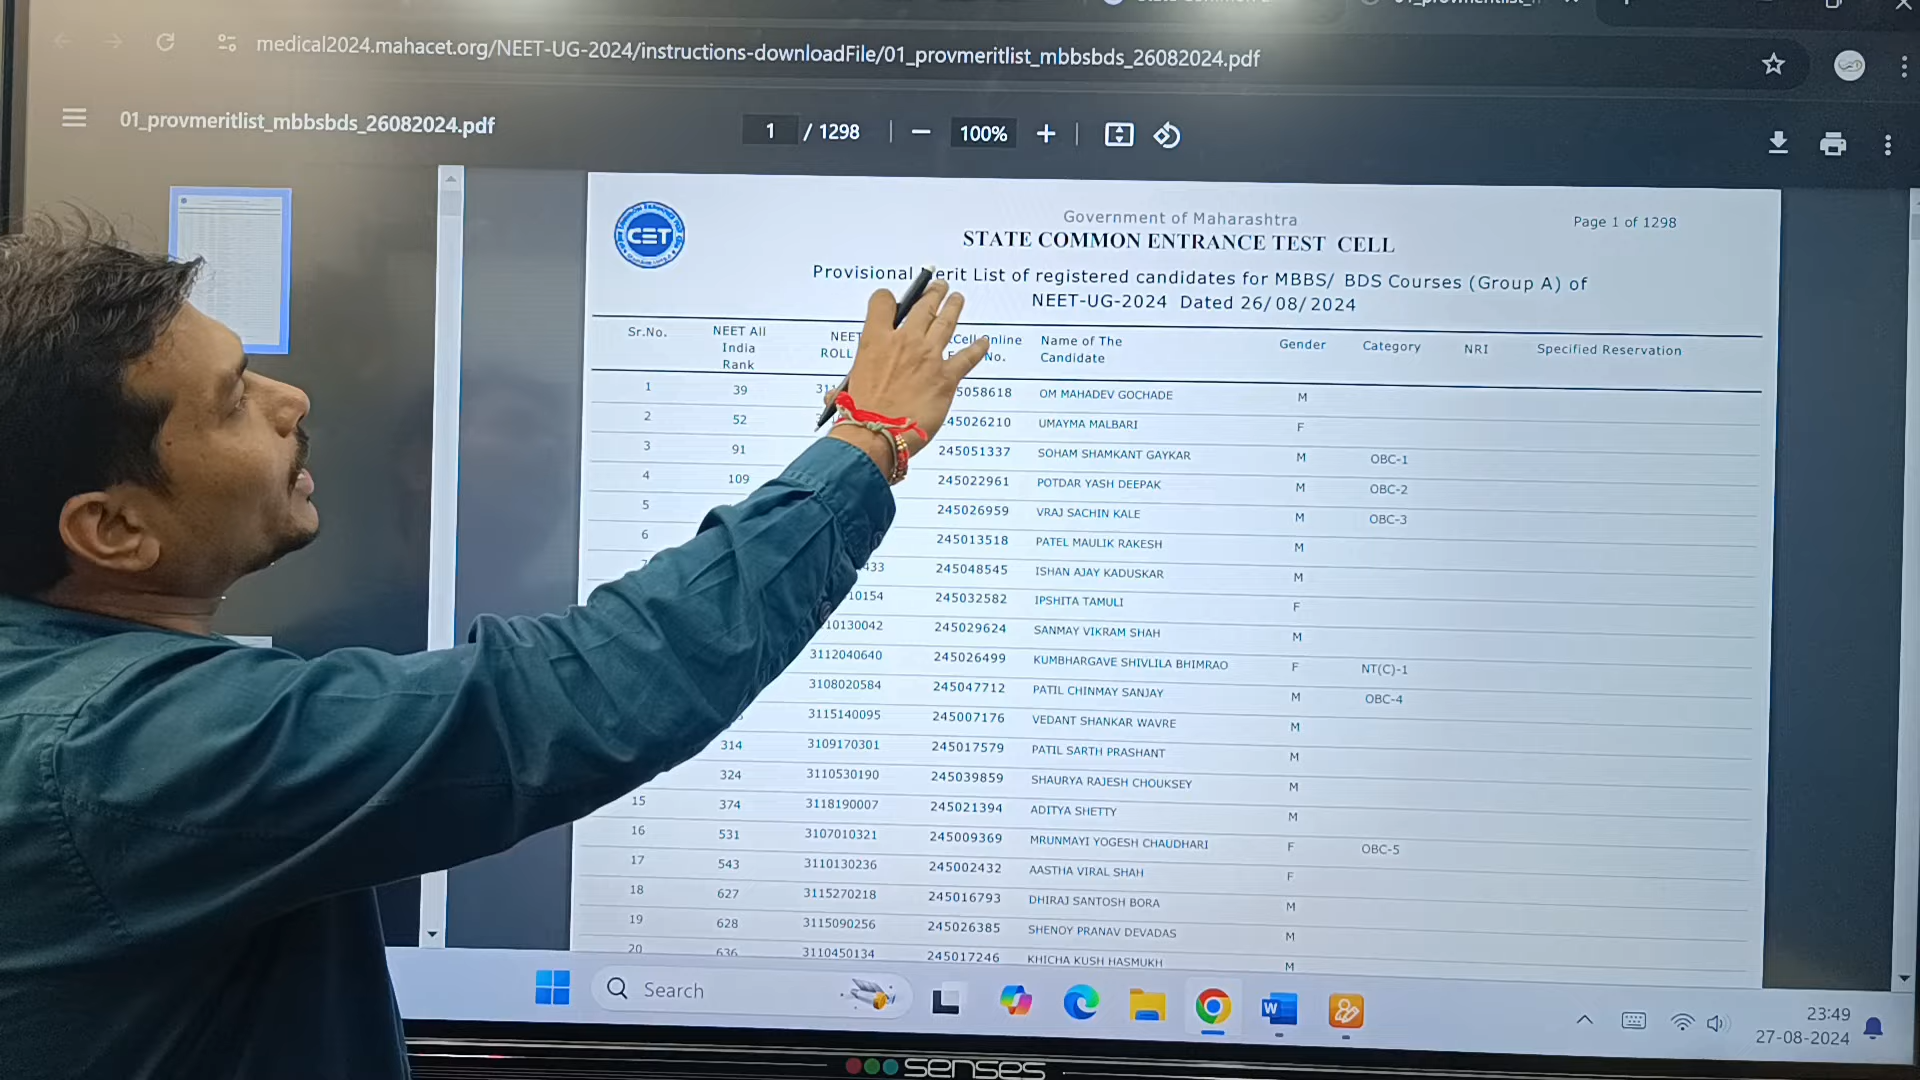 medical2024.mahacet.org/NEET-UG-2024/instructions-downloadFile/01_provmeritlist_mbbsbds_26082024.pdf
01_provmeritlist_mbbsbds_26082024.pdf
1 / 1298
100%
CET
Government of Maharashtra
Page 1 of 1298
STATE COMMON ENTRANCE TEST CELL
Provisional Merit List of registered candidates for MBBS/ BDS Courses (Group A) of
NEET-UG-2024 Dated 26/08/2024
Sr.No. NEET All India Rank NEET ROLL Cell Online No. Name of The Candidate Gender Category NRI Specified Reservation
1 39 OM MAHADEV GOCHADE M
2 52 UMAYMA MALBARI F
3 91 245051337 SOHAM SHAMKANT GAYKAR M OBC-1
4 109 245022961 POTDAR YASH DEEPAK M OBC-2
5 245026959 VRAJ SACHIN KALE M OBC-3
6 245013518 PATEL MAULIK RAKESH M
245048545 ISHAN AJAY KADUSKAR M
245032582 IPSHITA TAMULI F
245029624 SANMAY VIKRAM SHAH M
3112040640 245026499 KUMBHARGAVE SHIVLILA BHIMRAO F NT(C)-1
3108020584 245047712 PATIL CHINMAY SANJAY M OBC-4
3115140095 245007176 VEDANT SHANKAR WAVRE M
314 3109170301 245017579 PATIL SARTH PRASHANT M
324 3110530190 245039859 SHAURYA RAJESH CHOUKSEY M
15 374 3118190007 245021394 ADITYA SHETTY M
16 531 3107010321 245009369 MRUNMAYI YOGESH CHAUDHARI F OBC-5
17 543 3110130236 245002432 AASTHA VIRAL SHAH F
18 627 3115270218 245016793 DHIRAJ SANTOSH BORA M
19 628 3115090256 245026385 SHENOY PRANAV DEVADAS M
20 636 3110450134 245017246 KHICHA KUSH HASMUKH M
Search
23:49
27-08-2024
senses